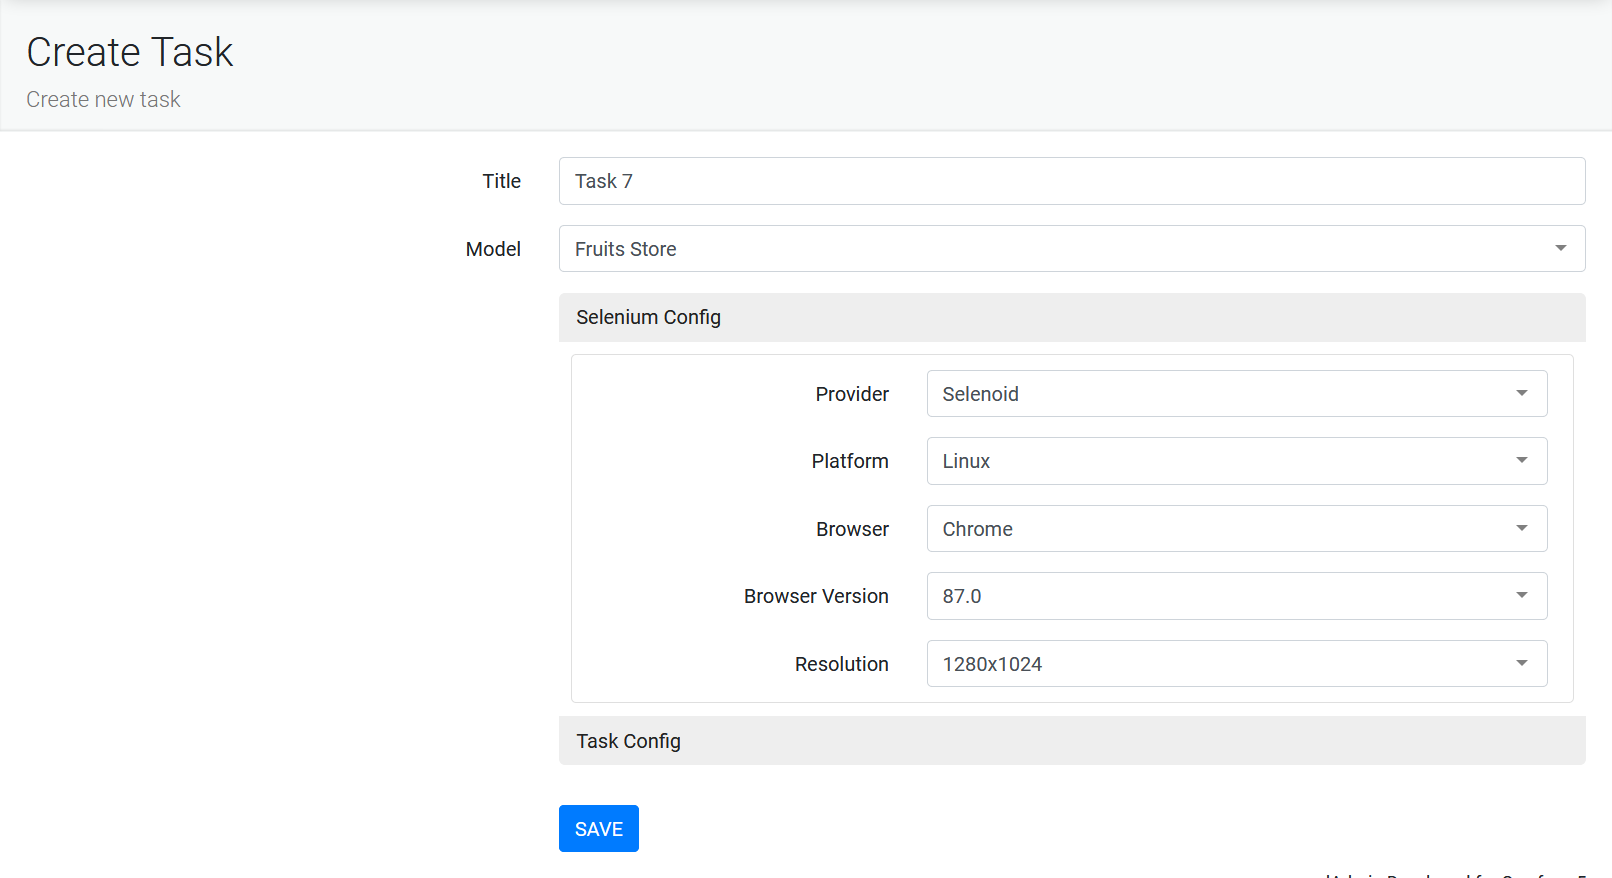 Create Task
Create new task
Title
Task 7
Model
Fruits Store
Selenium Config
Provider
Selenoid
Platform
Linux
Browser
Chrome
Browser Version
87.0
Resolution
1280x1024
Task Config
SAVE